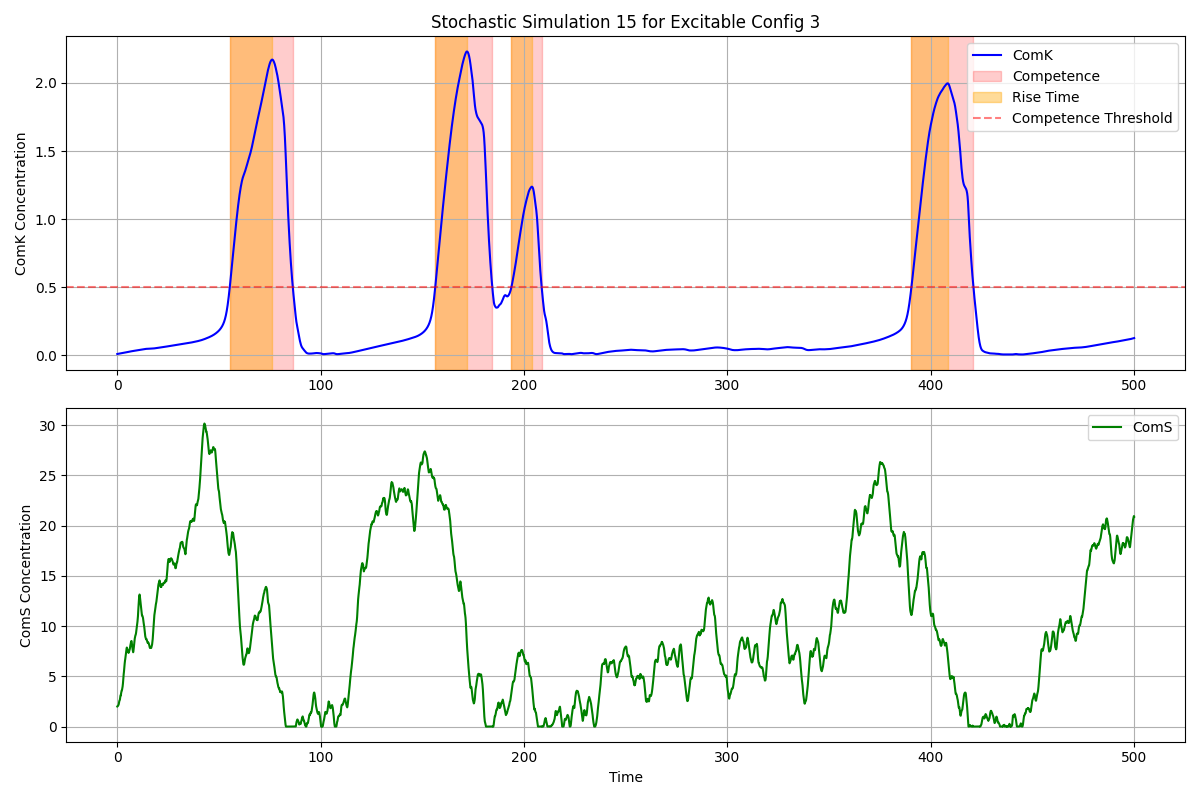 Stochastic Simulation 15 for Excitable Config 3
ComK Concentration
2.0
1.5
1.0
0.5
0.0
ComK
Competence
Rise Time
Competence Threshold
0 100 200 300 400 500
ComS Concentration
30
25
20
15
10
5
0
ComS
0 100 200 300 400 500
Time